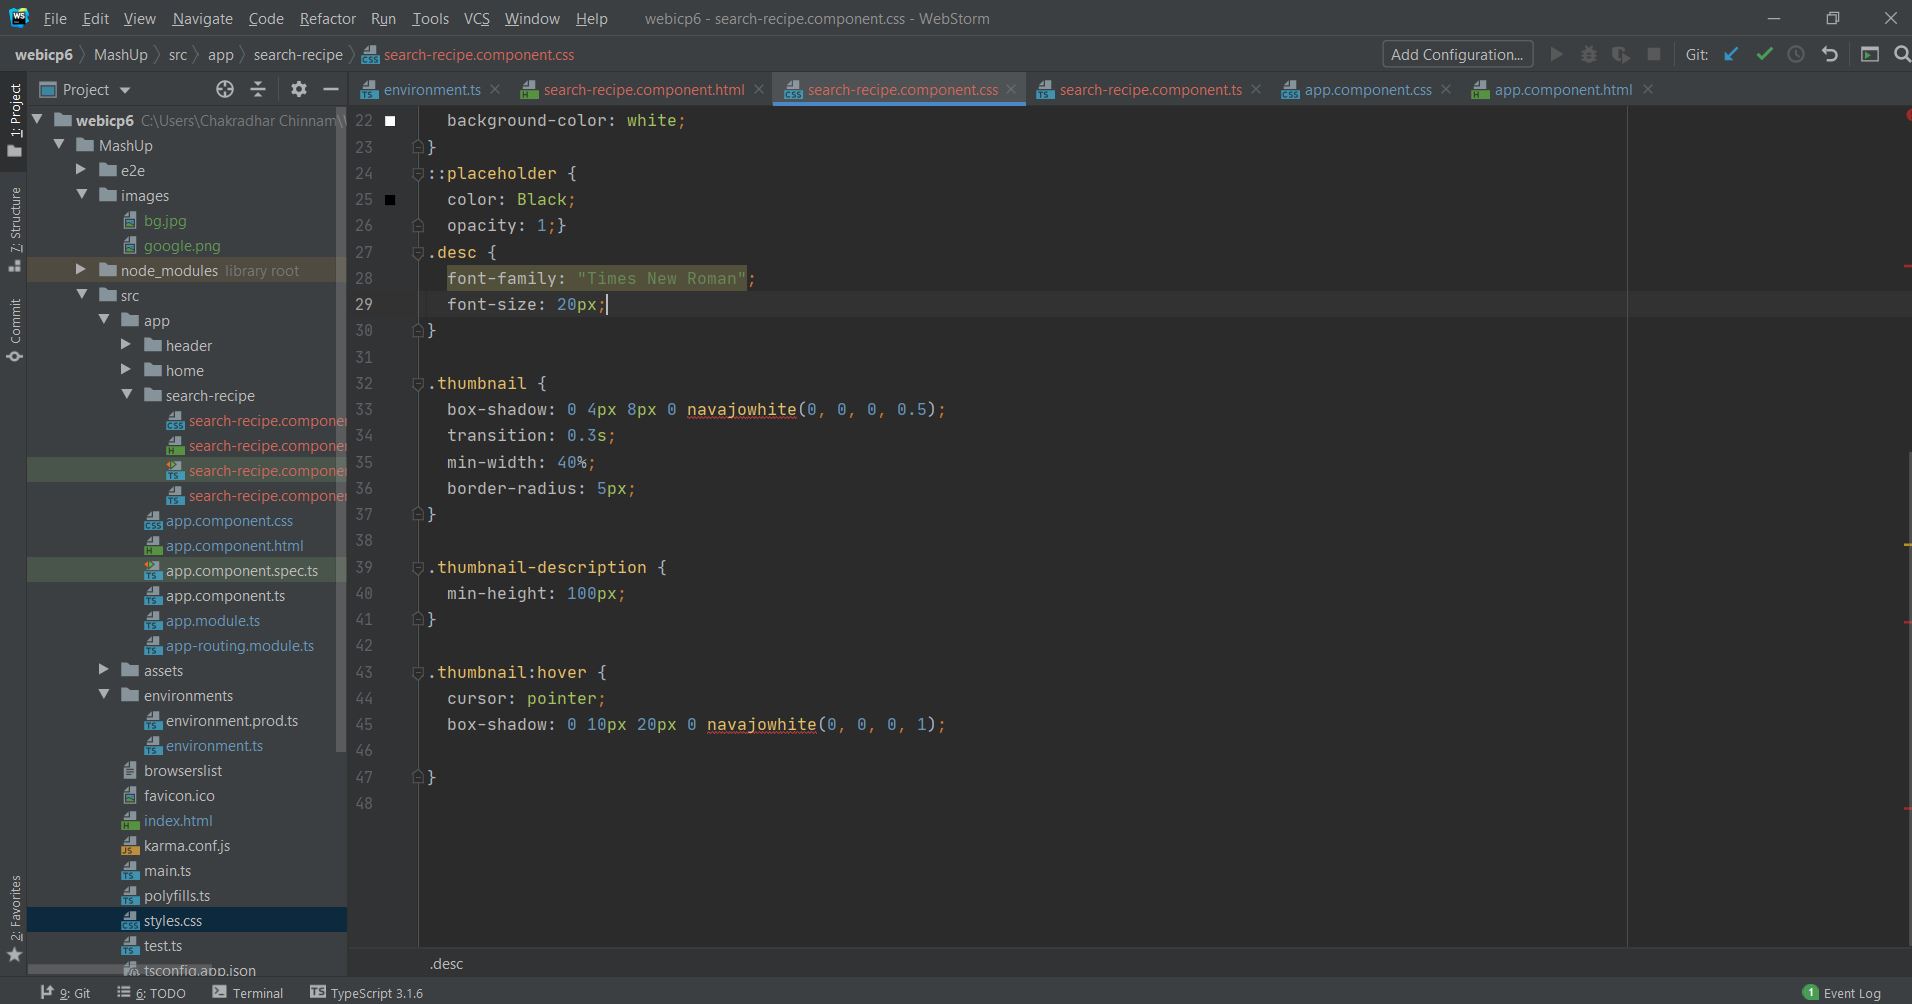 File Edit View Navigate Code Refactor Run Tools VCS Window Help webicp6 - search-recipe.component.css - WebStorm
webicp6 MashUp src app search-recipe search-recipe.component.css Add Configuration... Git:
Project environment.ts search-recipe.component.html search-recipe.component.css search-recipe.component.ts app.component.css app.component.html
1: Project
7: Structure
Commit
2: Favorites
webicp6 C:\Users\Chakradhar Chinnam\
MashUp
e2e
images
bg.jpg
google.png
node_modules library root
src
app
header
home
search-recipe
search-recipe.compone
search-recipe.compone
search-recipe.compone
search-recipe.compone
app.component.css
app.component.html
app.component.spec.ts
app.component.ts
app.module.ts
app-routing.module.ts
assets
environments
environment.prod.ts
environment.ts
browserslist
favicon.ico
index.html
karma.conf.js
main.ts
polyfills.ts
styles.css
test.ts
tsconfig.app.json
22 background-color: white;
23 }
24 ::placeholder {
25 color: Black;
26 opacity: 1;}
27 .desc {
28 font-family: "Times New Roman";
29 font-size: 20px;
30 }
31
32 .thumbnail {
33 box-shadow: 0 4px 8px 0 navajowhite(0, 0, 0, 0.5);
34 transition: 0.3s;
35 min-width: 40%;
36 border-radius: 5px;
37 }
38
39 .thumbnail-description {
40 min-height: 100px;
41 }
42
43 .thumbnail:hover {
44 cursor: pointer;
45 box-shadow: 0 10px 20px 0 navajowhite(0, 0, 0, 1);
46
47 }
48
.desc
9: Git 6: TODO Terminal TypeScript 3.1.6 1 Event Log